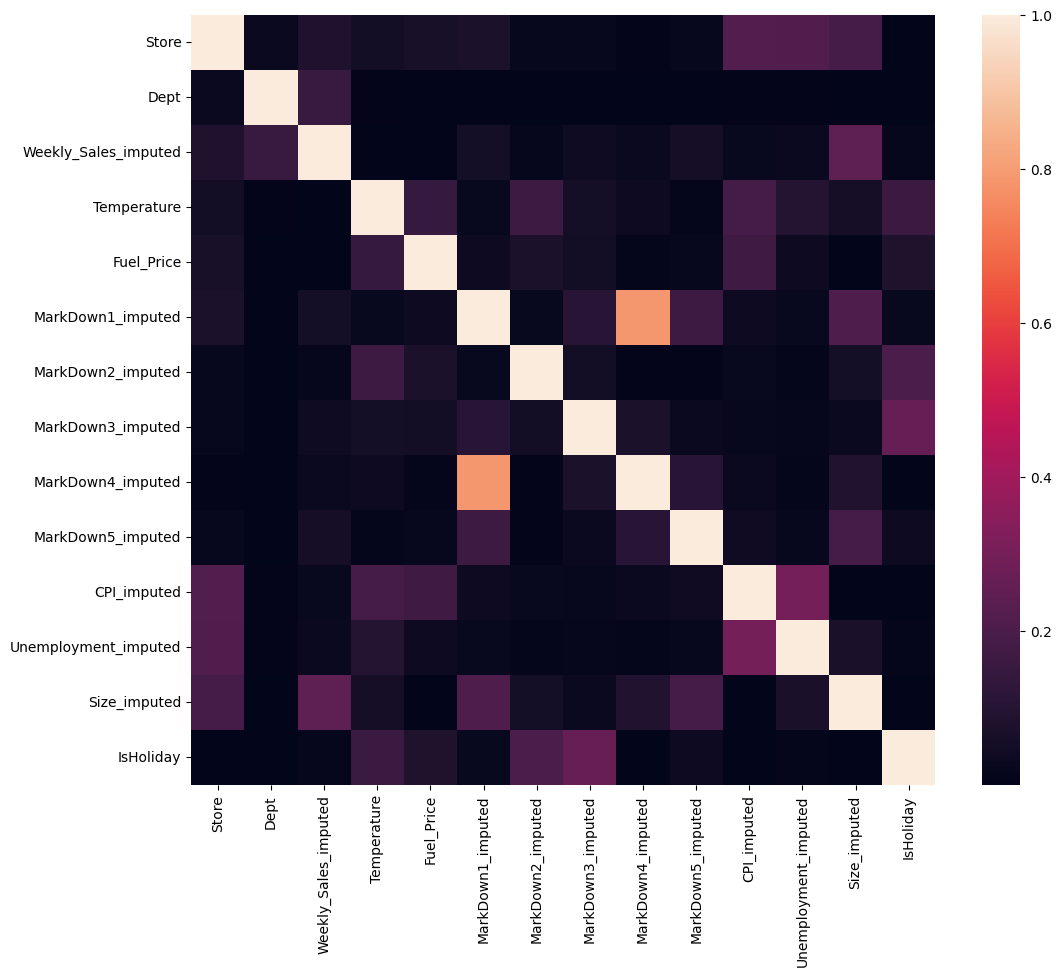 Store
Dept
Weekly_Sales_imputed
Temperature
Fuel_Price
MarkDown1_imputed
MarkDown2_imputed
MarkDown3_imputed
MarkDown4_imputed
MarkDown5_imputed
CPI_imputed
Unemployment_imputed
Size_imputed
IsHoliday
Store
Dept
Weekly_Sales_imputed
Temperature
Fuel_Price
MarkDown1_imputed
MarkDown2_imputed
MarkDown3_imputed
MarkDown4_imputed
MarkDown5_imputed
CPI_imputed
Unemployment_imputed
Size_imputed
IsHoliday
1.0
0.8
0.6
0.4
0.2